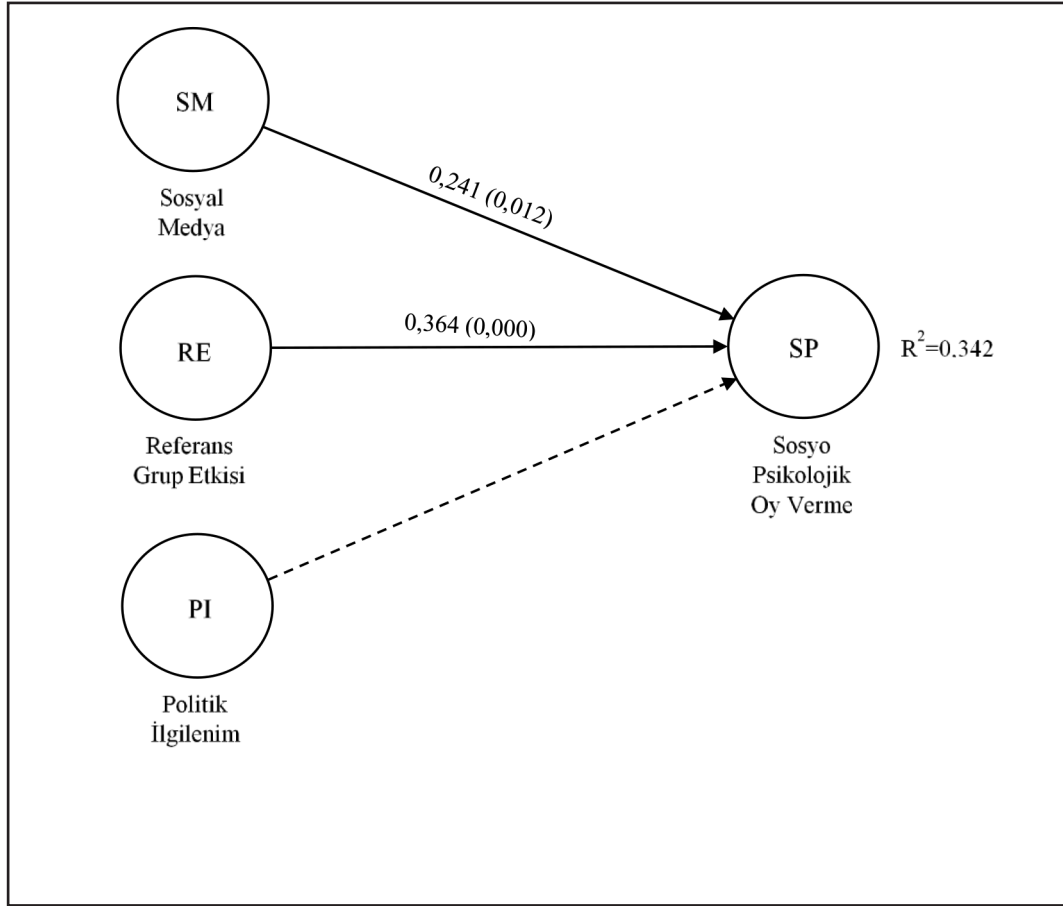 SM
Sosyal
Medya
0,241 (0,012)
RE
Referans
Grup Etkisi
0,364 (0,000)
SP
Sosyo
Psikolojik
Oy Verme
R²=0.342
PI
Politik
İlgilenim